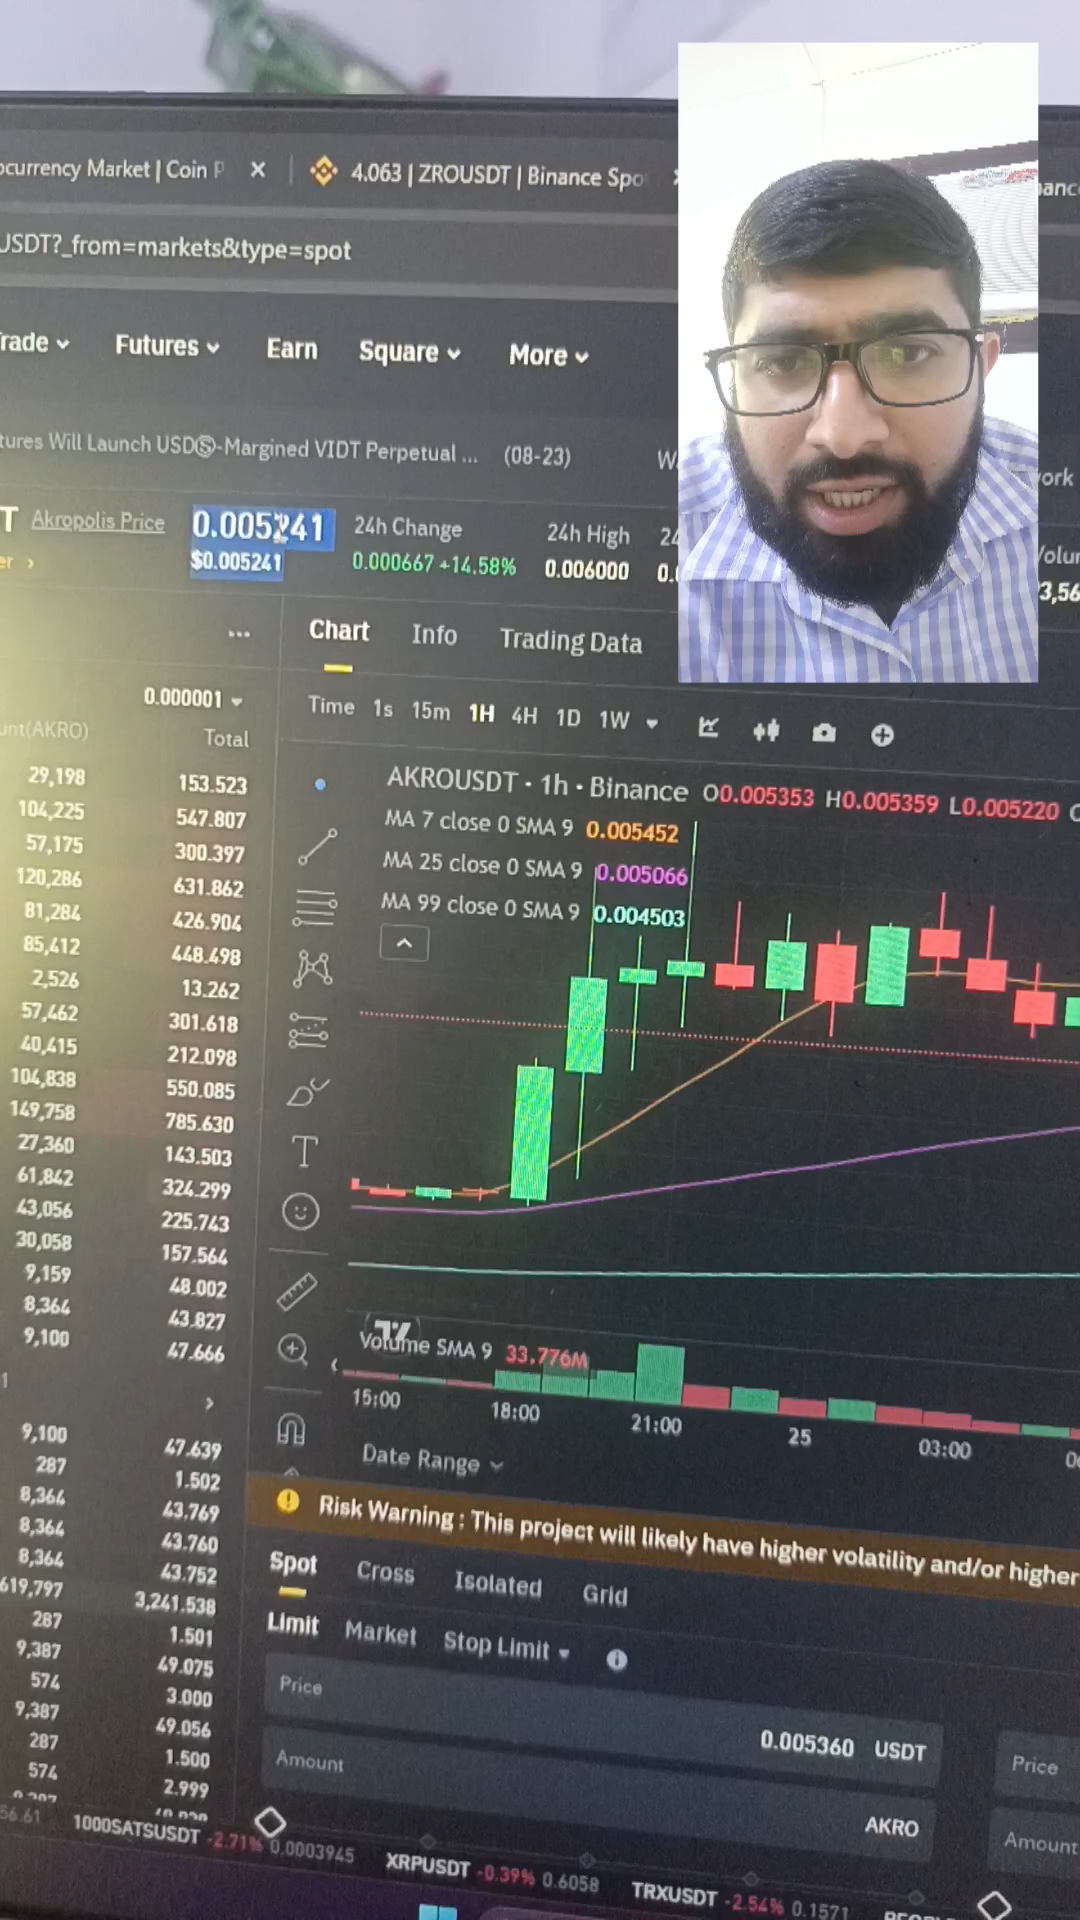 ocurrency Market | Coin P
4.063 | ZROUSDT | Binance Spo
USDT?_from=markets&type=spot
rade Futures Earn Square More
tures Will Launch USDⓈ-Margined VIDT Perpetual ... (08-23)
T Akropolis Price 0.005241 24h Change 24h High 24
er › $0.005241 0.000667 +14.58% 0.006000 0.0
3,56
... Chart Info Trading Data
0.000001 Time 1s 15m 1H 4H 1D 1W
unt(AKRO) Total
AKROUSDT · 1h · Binance O0.005353 H0.005359 L0.005220 C
MA 7 close 0 SMA 9 0.005452
MA 25 close 0 SMA 9 0.005066
MA 99 close 0 SMA 9 0.004503
29,198 153.523
104,225 547.807
57,175 300.397
120,286 631.862
81,284 426.904
85,412 448.498
2,526 13.262
57,462 301.618
40,415 212.098
104,838 550.085
149,758 785.630
27,360 143.503
61,842 324.299
43,056 225.743
30,058 157.564
9,159 48.002
8,364 43.827
9,100 47.666
Volume SMA 9 33.776M
15:00 18:00 21:00 25 03:00
Date Range
9,100 47.639
287 1.502
8,364 43.769
8,364 43.760
8,364 43.752
619,797 3,241.538
287 1.501
9,387 49.075
574 3.000
9,387 49.056
287 1.500
574 2.999
Risk Warning : This project will likely have higher volatility and/or higher
Spot Cross Isolated Grid
Limit Market Stop Limit
Price 0.005360 USDT
Amount AKRO
Price
Amount
56.61 1000SATSUSDT -2.71% 0.0003945 XRPUSDT -0.39% 0.6058 TRXUSDT -2.54% 0.1571